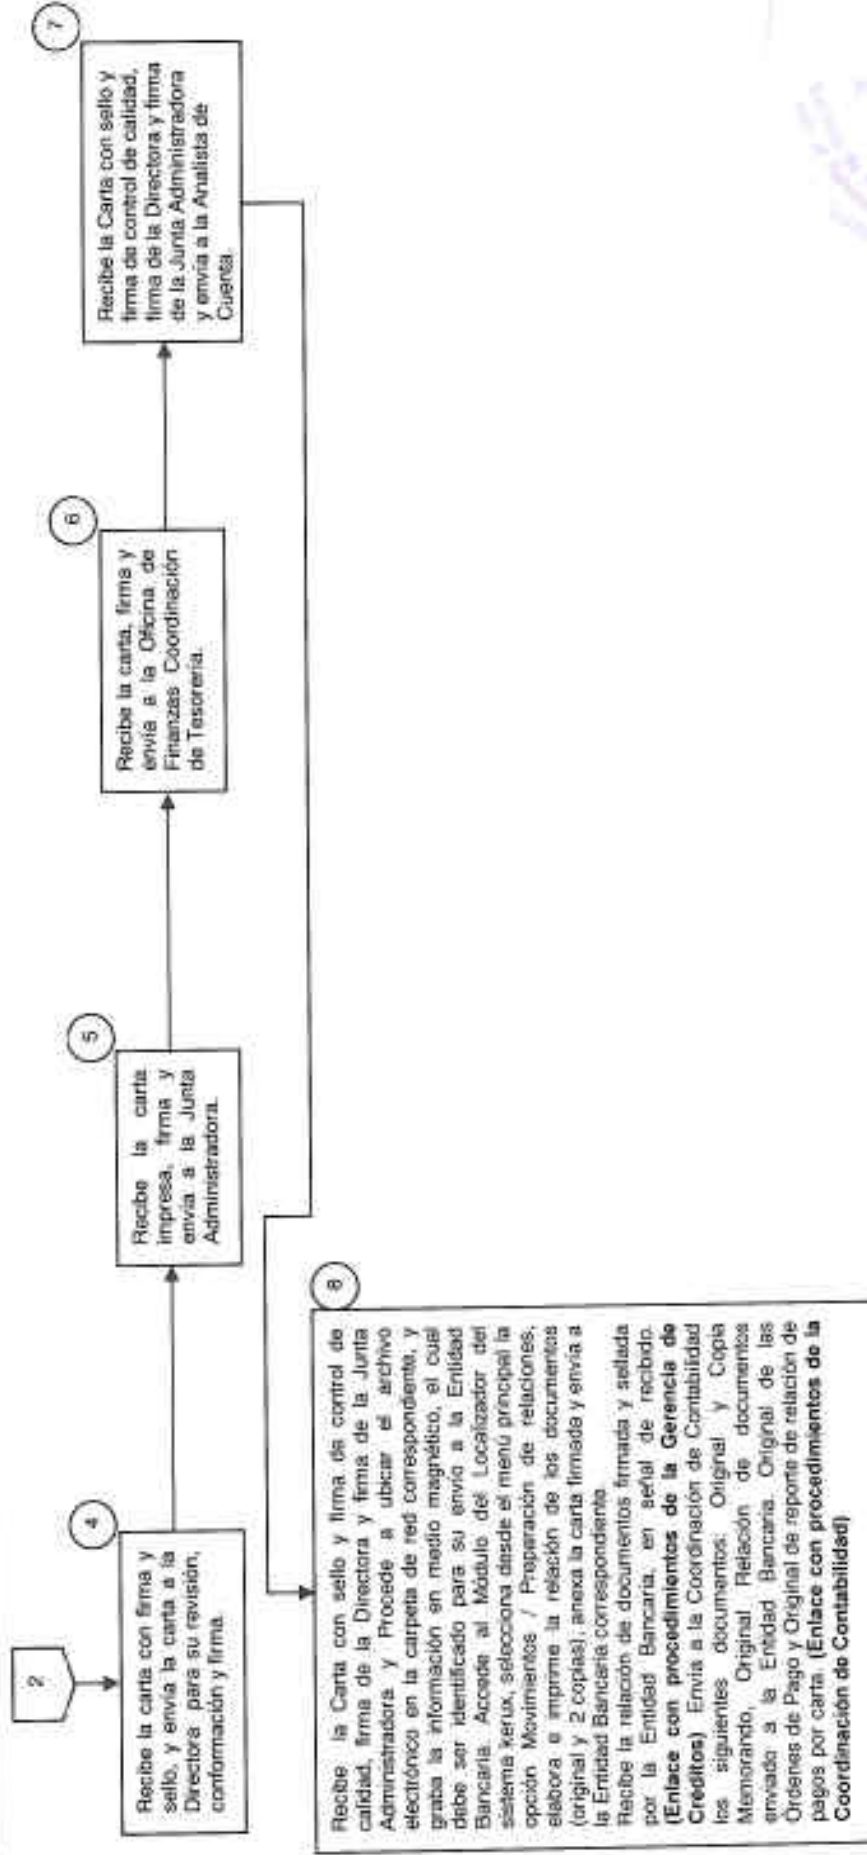 2
4
Recibe la carta con firma y
sello, y envía la carta a la
Directora para su revisión,
conformación y firma.
5
Recibe la carta
impresa, firma y
envía a la Junta
Administradora.
6
Recibe la carta, firma y
envía a la Oficina de
Finanzas Coordinación
de Tesorería.
7
Recibe la Carta con sello y
firma de control de calidad,
firma de la Directora y firma
de la Junta Administradora
y envía a la Analista de
Cuenta.
8
Recibe la Carta con sello y firma de control de
calidad, firma de la Directora y firma de la Junta
Administradora y Procede a ubicar el archivo
electrónico en la carpeta de red correspondiente, y
graba la información en medio magnético, el cual
debe ser identificado para su envío a la Entidad
Bancaria. Accede al Módulo del Localizador del
sistema kerux, selecciona desde el menú principal la
opción Movimientos / Preparación de relaciones,
elabora e imprime la relación de los documentos
(original y 2 copias), anexa la carta firmada y envía a
la Entidad Bancaria correspondiente.
Recibe la relación de documentos firmada y sellada
por la Entidad Bancaria, en señal de recibido.
(Enlace con procedimientos de la Gerencia de
Créditos) Envía a la Coordinación de Contabilidad
los siguientes documentos: Original y Copia
Memorando, Original Relación de documentos
enviado a la Entidad Bancaria. Original de las
Ordenes de Pago y Original de reporte de relación de
pagos por carta. (Enlace con procedimientos de la
Coordinación de Contabilidad)